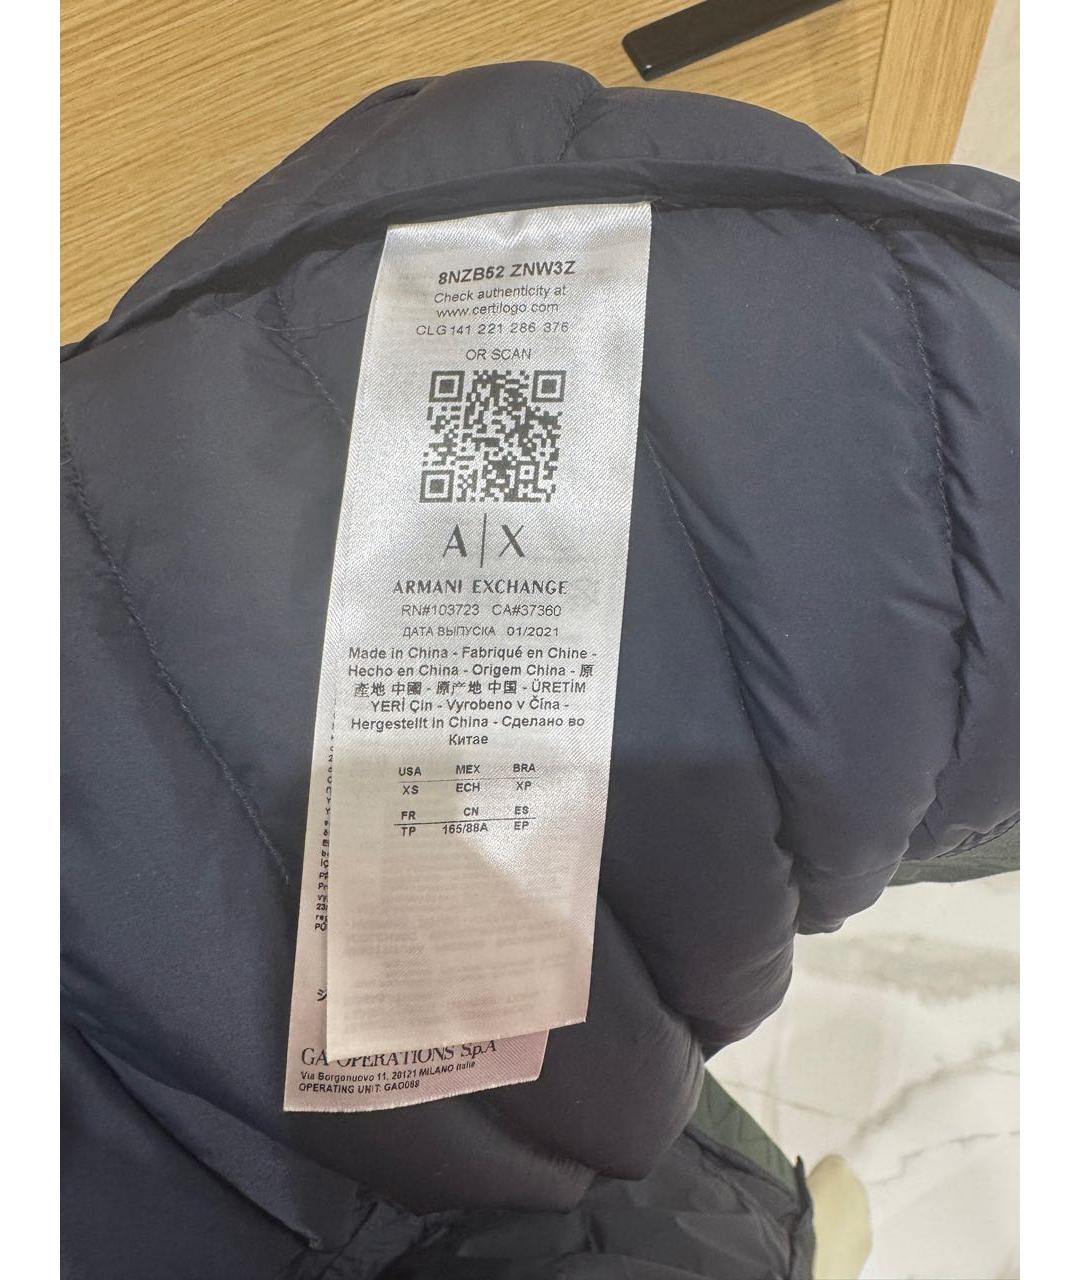 8NZB52 ZNW3Z
Check authenticity at
www.certilogo.com
CLG 141 221 286 376
OR SCAN
A|X
ARMANI EXCHANGE
RN#103723 CA#37360
ДАТА ВЫПУСКА 01/2021
Made in China - Fabriqué en Chine -
Hecho en China - Origem China - 原
產地 中國 - 原产地 中国 - ÜRETİM
YERİ Çin - Vyrobeno v Čína -
Hergestellt in China - Сделано во
Китае
USA MEX BRA
XS ECH XP
FR CN ES
TP 165/88A EP
GA OPERATIONS S.p.A
Via Borgonuovo 11, 20121 MILANO Italie
OPERATING UNIT: GAO088